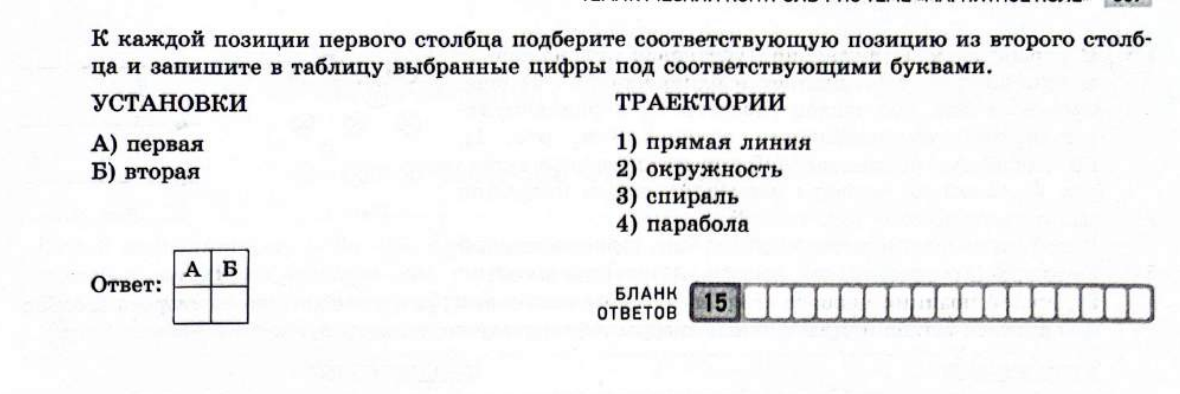 К каждой позиции первого столбца подберите соответствующую позицию из второго столб-
ца и запишите в таблицу выбранные цифры под соответствующими буквами.
УСТАНОВКИ
А) первая
Б) вторая
ТРАЕКТОРИИ
1) прямая линия
2) окружность
3) спираль
4) парабола
Ответ:
А Б
БЛАНК
ОТВЕТОВ
15